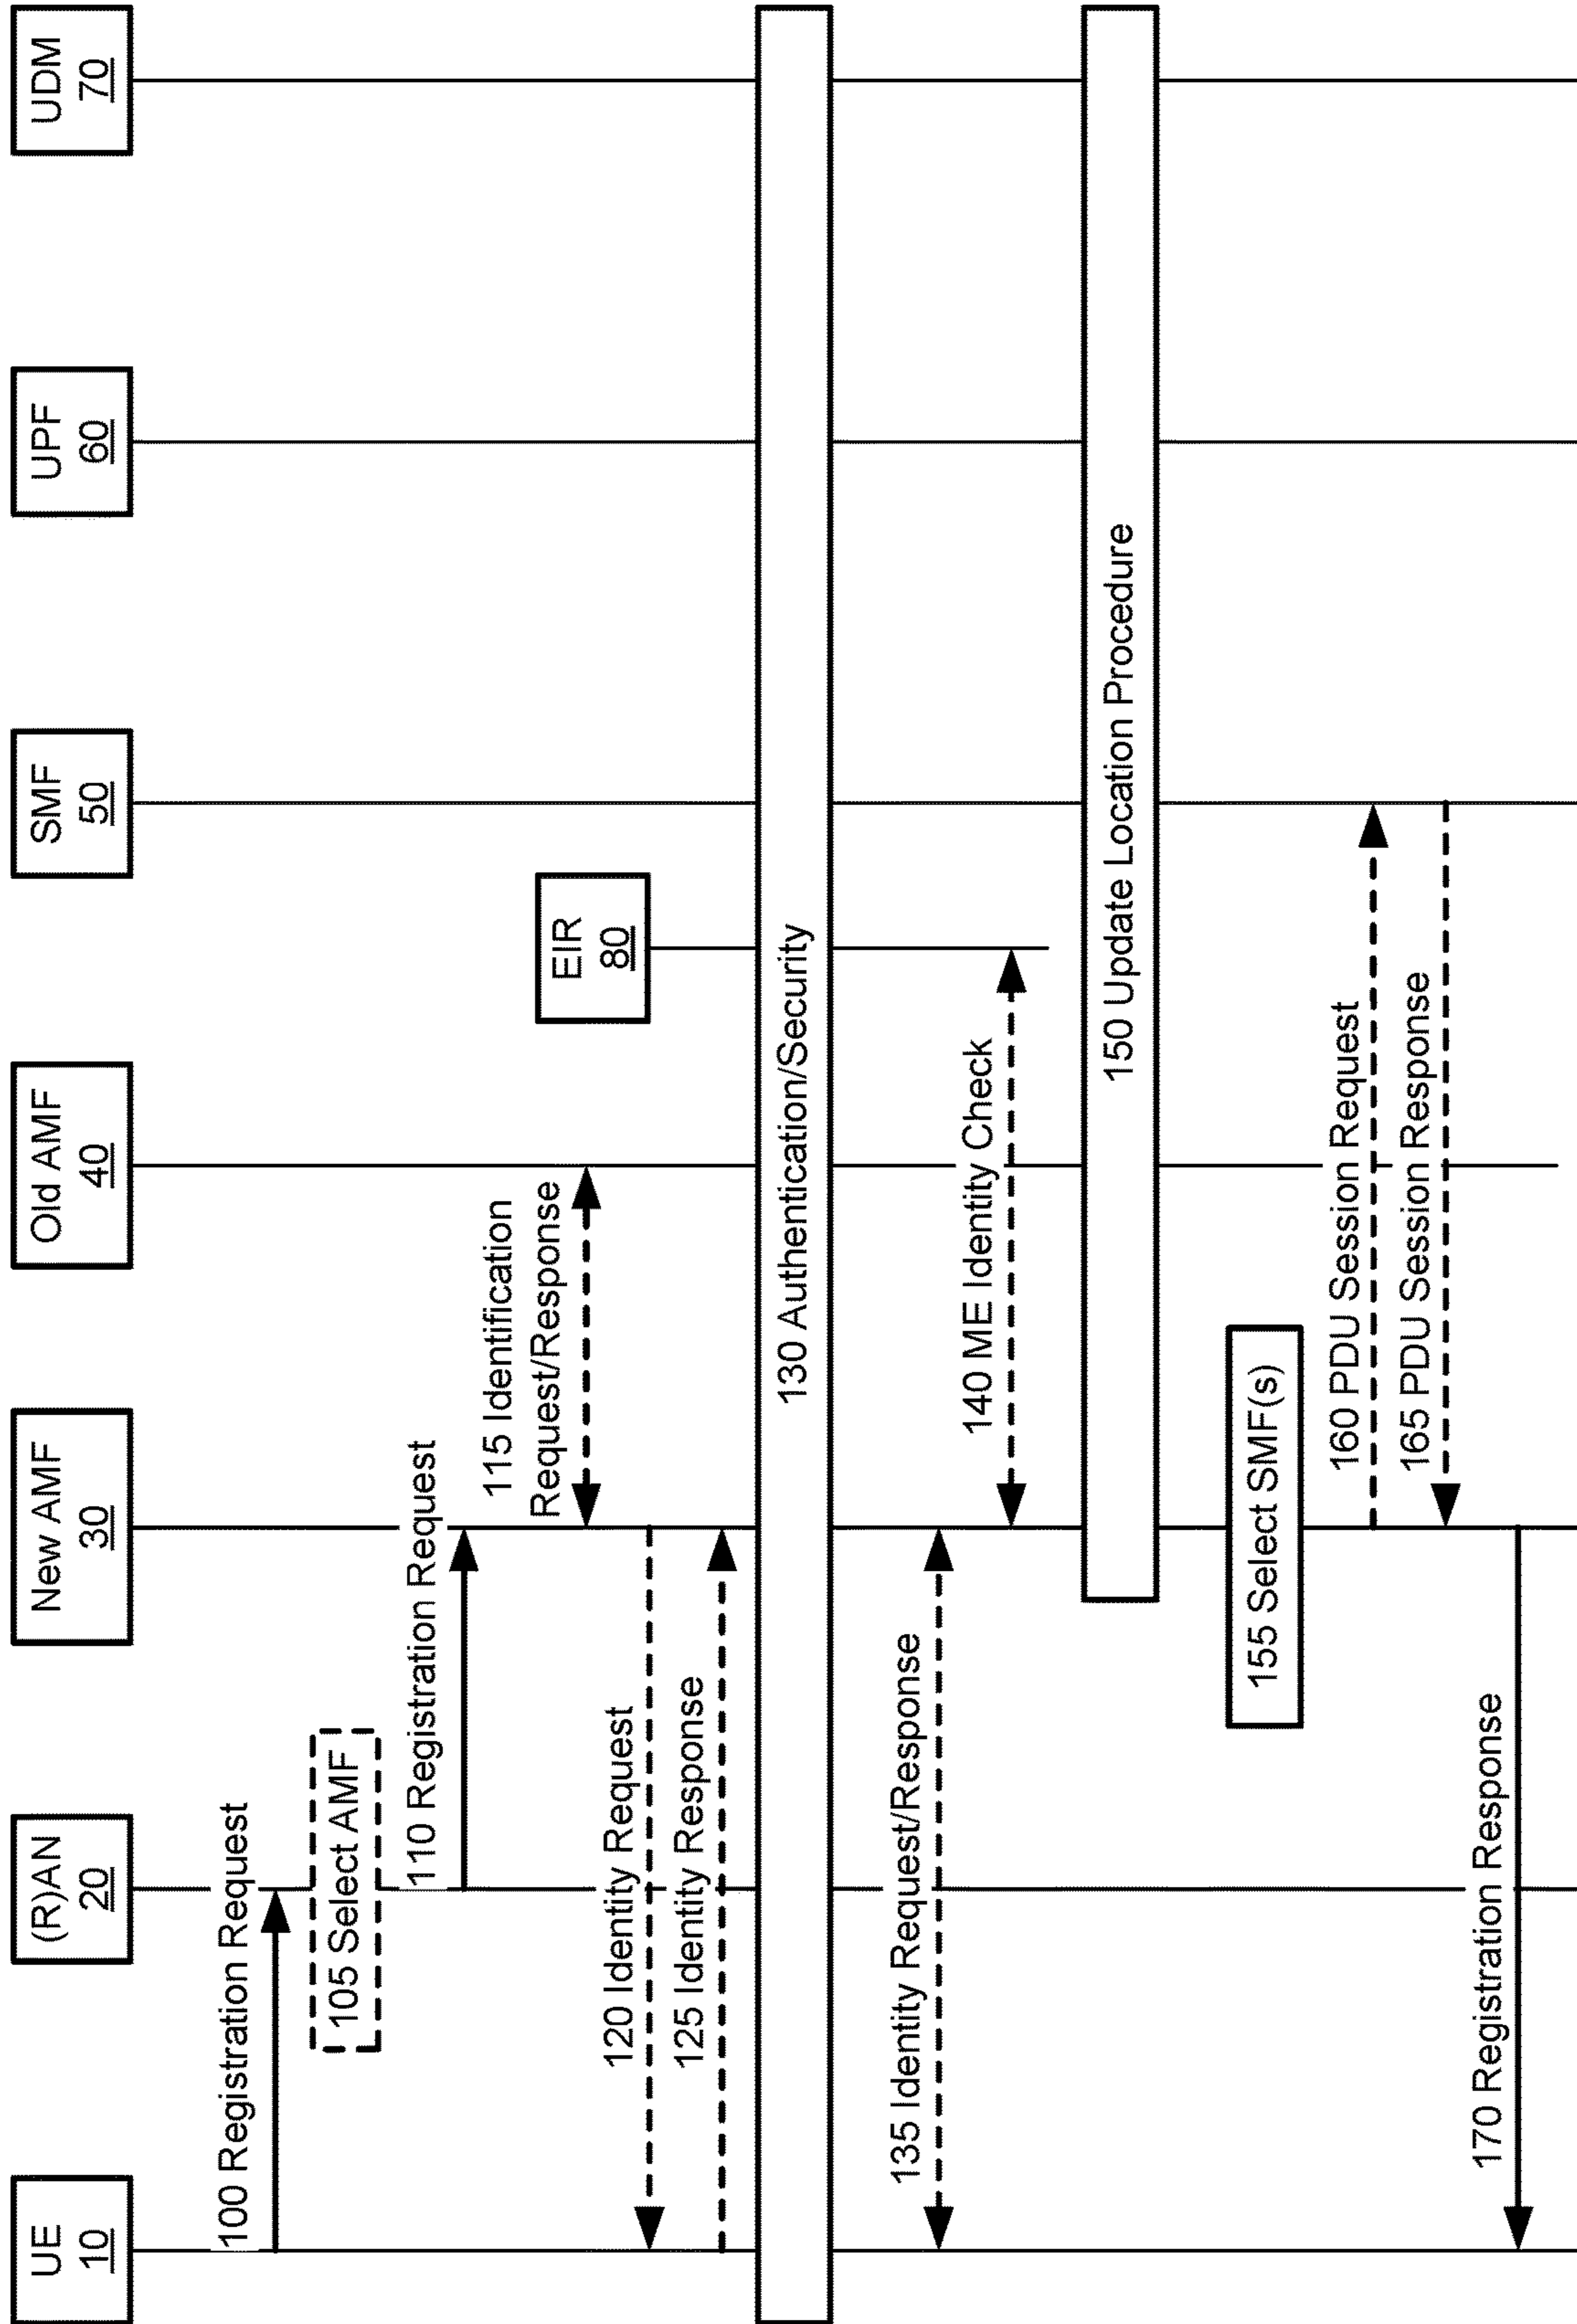 UE
10
(R)AN
20
New AMF
30
Old AMF
40
SMF
50
UPF
60
UDM
70
100 Registration Request
105 Select AMF
110 Registration Request
EIR
80
115 Identification
Request/Response
120 Identity Request
125 Identity Response
130 Authentication/Security
135 Identity Request/Response
140 ME Identity Check
150 Update Location Procedure
155 Select SMF(s)
160 PDU Session Request
165 PDU Session Response
170 Registration Response